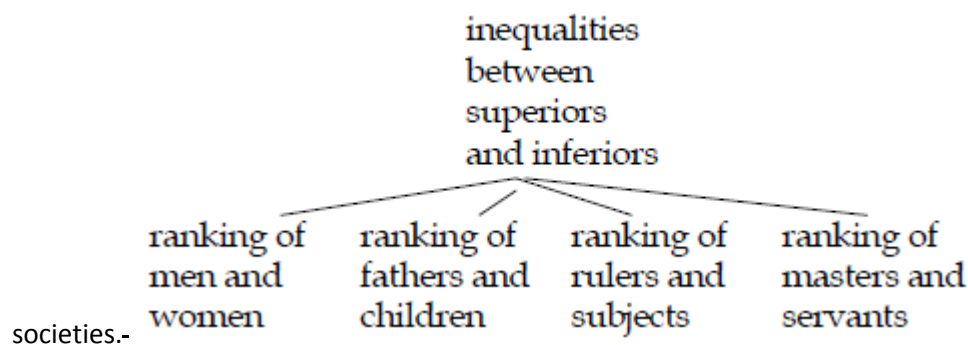 inequalities
between
superiors
and inferiors
ranking of
men and
women
ranking of
fathers and
children
ranking of
rulers and
subjects
ranking of
masters and
servants
societies.-